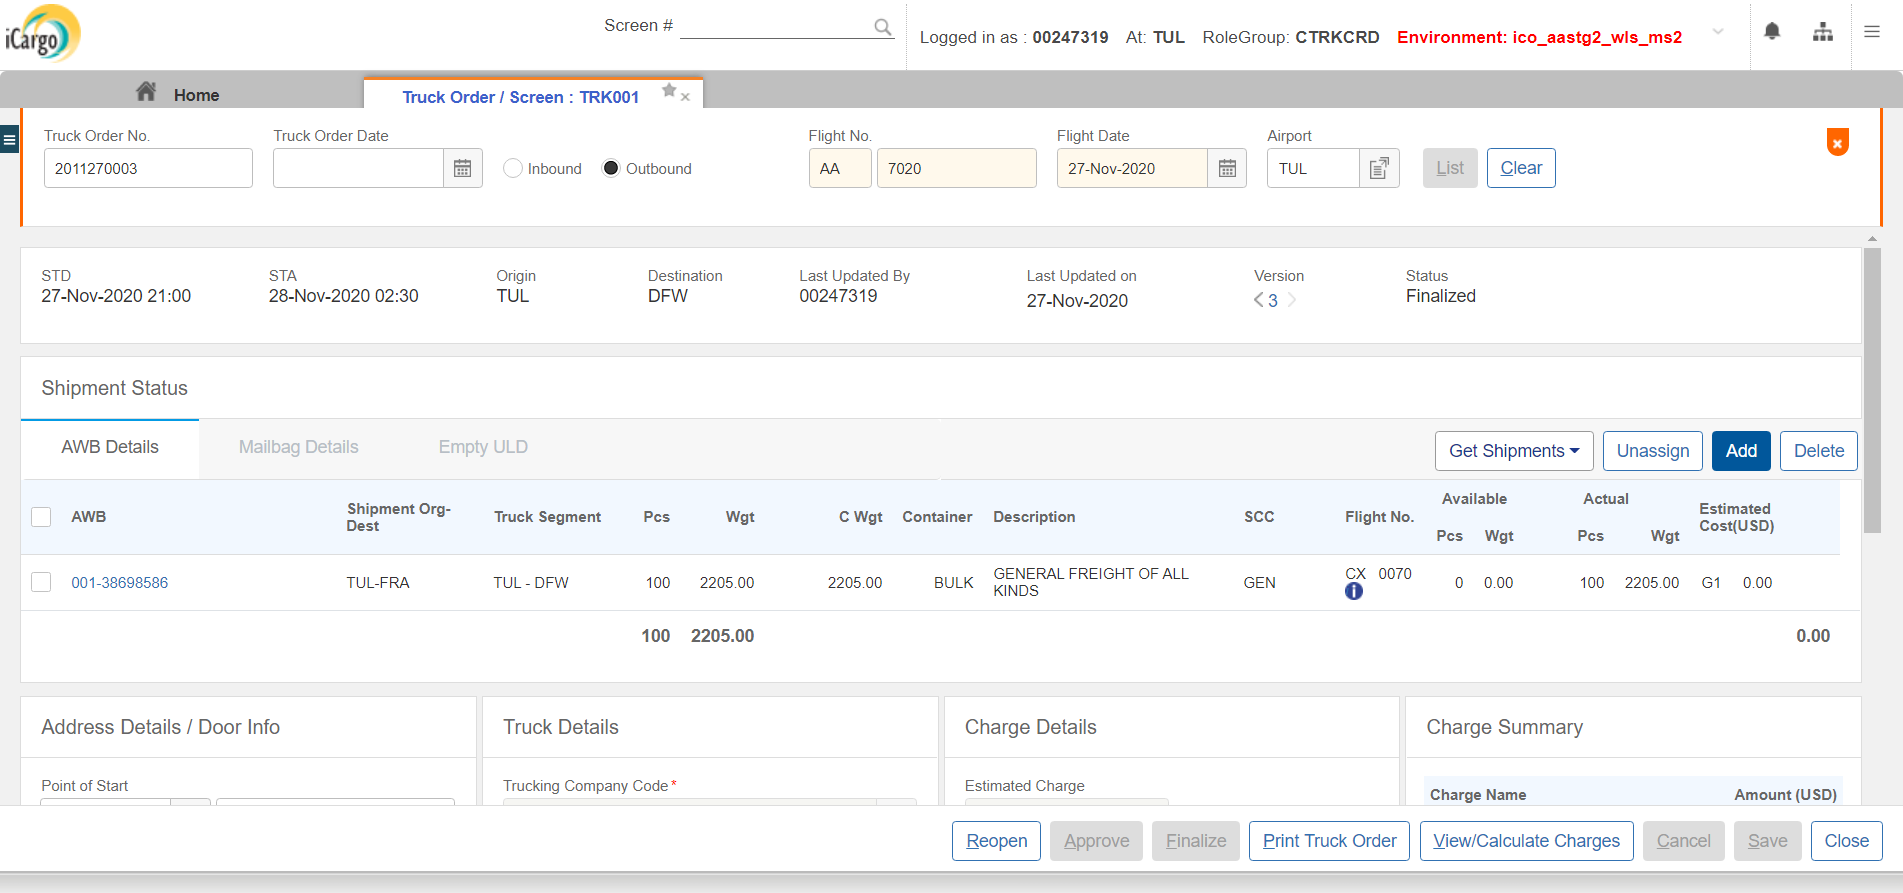 iCargo
Screen #
Logged in as : 00247319 At: TUL RoleGroup: CTRKCRD Environment: ico_aastg2_wls_ms2
Home
Truck Order / Screen : TRK001
Truck Order No.
Truck Order Date
Flight No.
Flight Date
Airport
2011270003
Inbound
Outbound
AA
7020
27-Nov-2020
TUL
List
Clear
STD
STA
Origin
Destination
Last Updated By
Last Updated on
Version
Status
27-Nov-2020 21:00
28-Nov-2020 02:30
TUL
DFW
00247319
27-Nov-2020
3
Finalized
Shipment Status
AWB Details
Mailbag Details
Empty ULD
Get Shipments
Unassign
Add
Delete
AWB
Shipment Org-
Dest
Truck Segment
Pcs
Wgt
C Wgt
Container
Description
SCC
Flight No.
Available
Pcs Wgt
Actual
Pcs Wgt
Estimated
Cost(USD)
001-38698586
TUL-FRA
TUL - DFW
100
2205.00
2205.00
BULK
GENERAL FREIGHT OF ALL
KINDS
GEN
CX 0070
0
0.00
100
2205.00
G1
0.00
100 2205.00
0.00
Address Details / Door Info
Truck Details
Charge Details
Charge Summary
Point of Start
Trucking Company Code*
Estimated Charge
Charge Name
Amount (USD)
Reopen
Approve
Finalize
Print Truck Order
View/Calculate Charges
Cancel
Save
Close